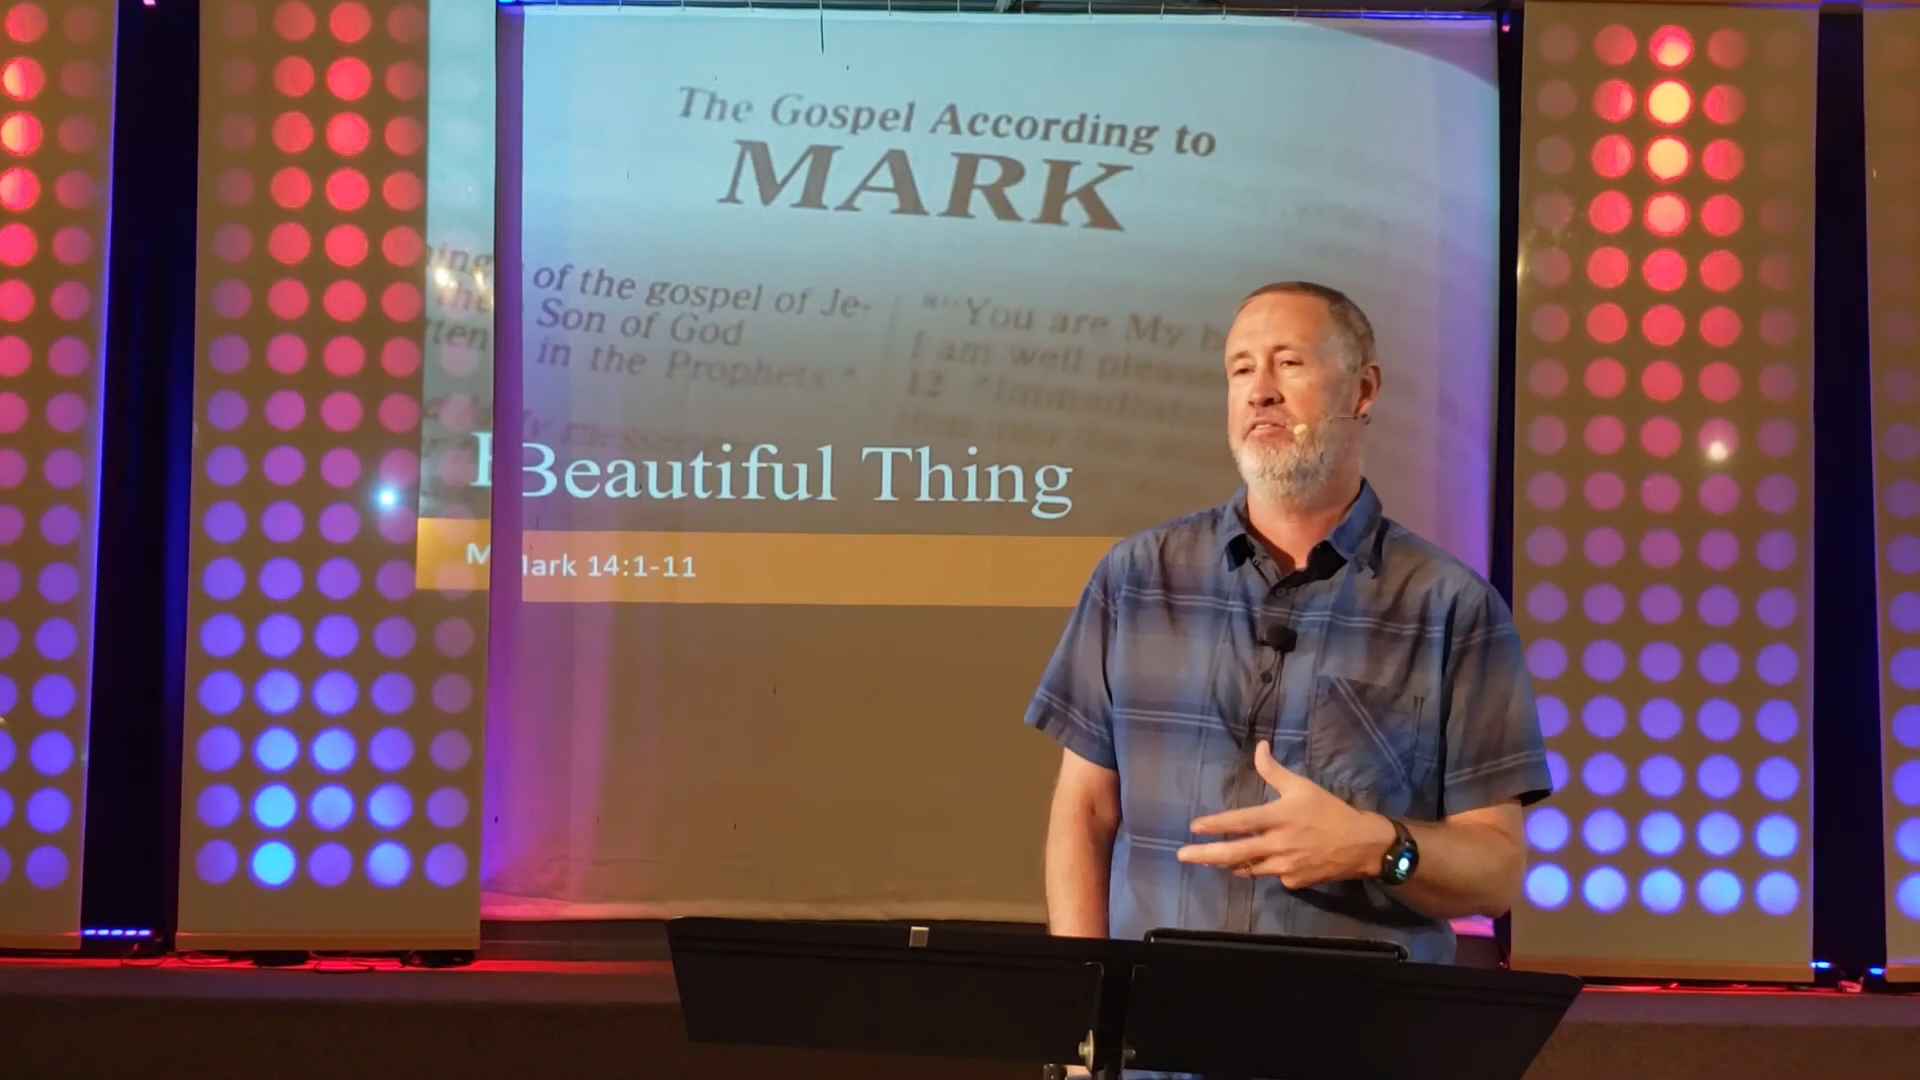 The Gospel According to
MARK
of the gospel of Je-
Son of God
in the Prophets
"You are My
I am well
12 "Immediately
Beautiful Thing
Mark 14:1-11